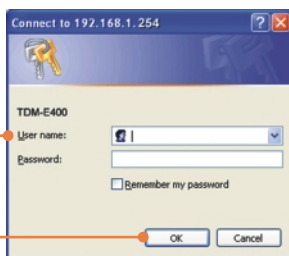 Connect to 192.168.1.254
TDM-E400
User name:
Password:
Remember my password
OK Cancel